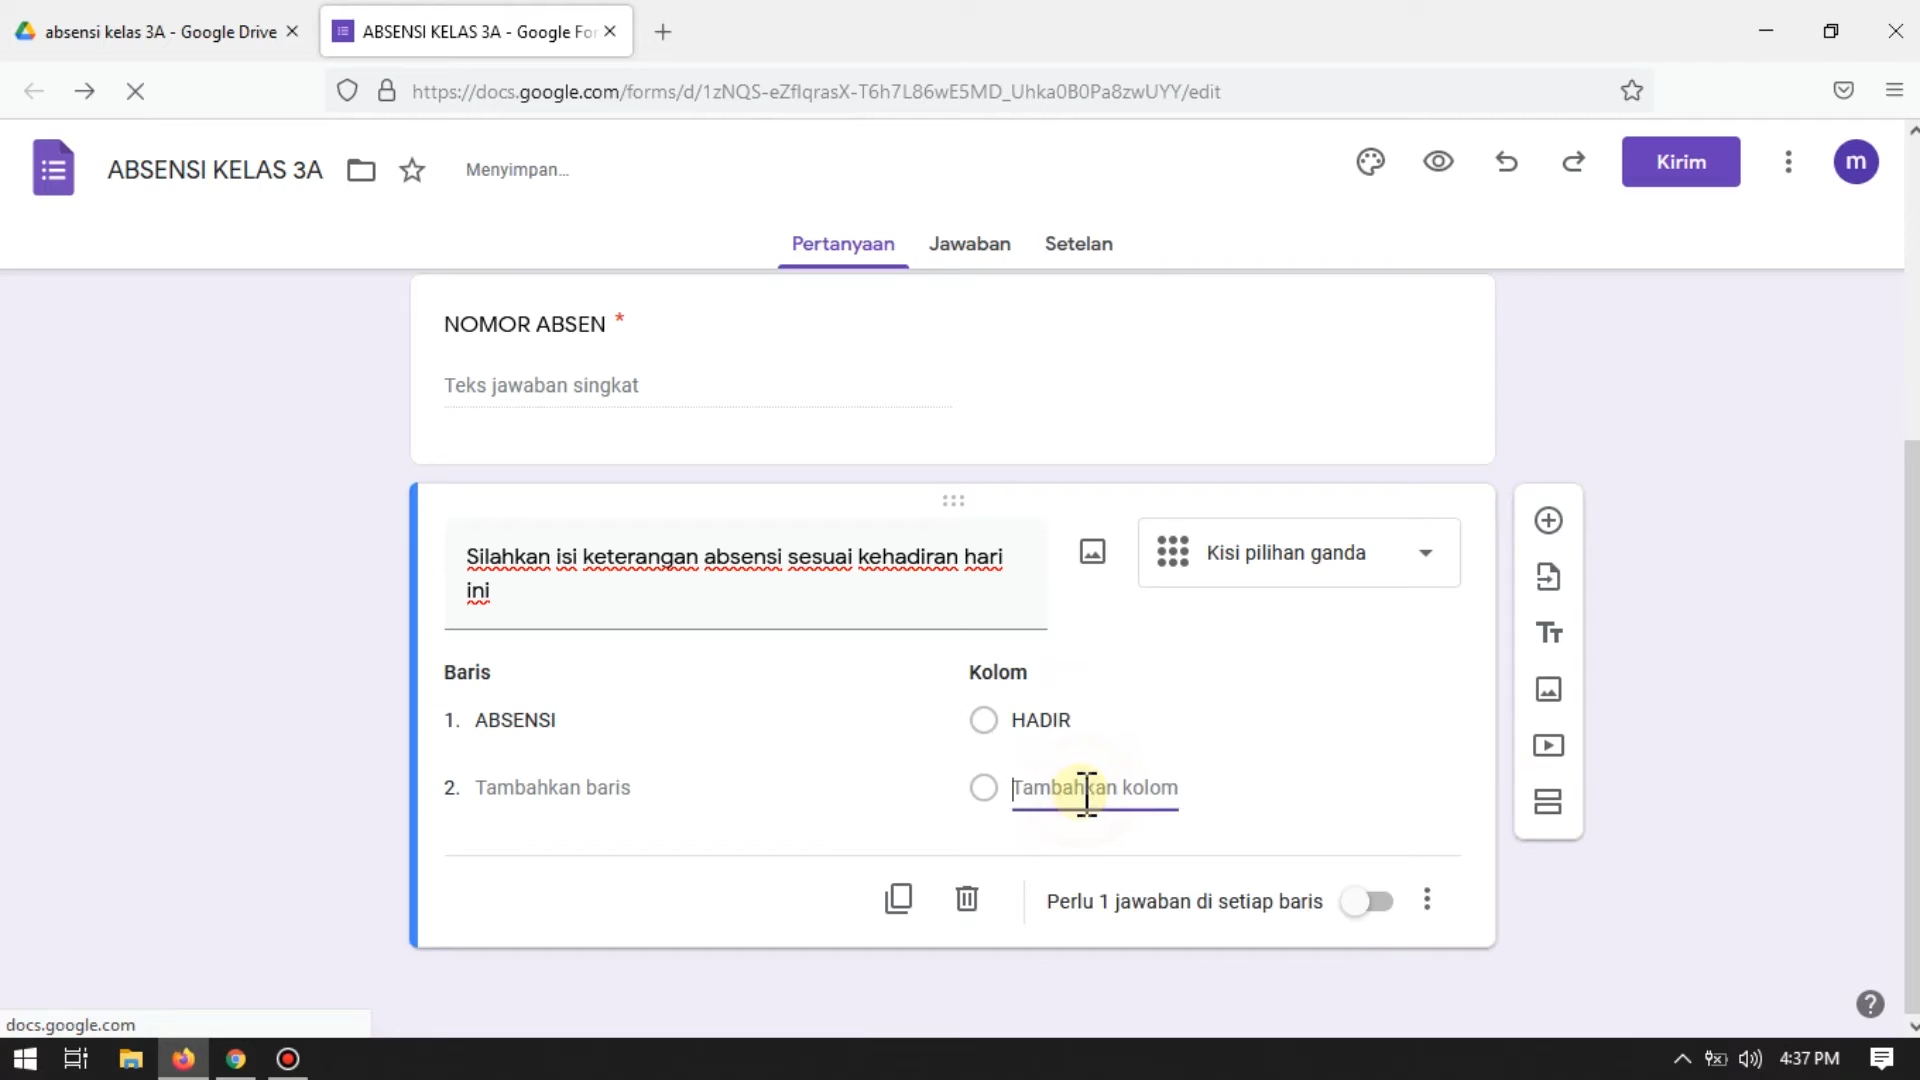 absensi kelas 3A - Google Drive
ABSENSI KELAS 3A - Google For
https://docs.google.com/forms/d/1zNQS-eZfIqrasX-T6h7L86wE5MD_Uhka0B0Pa8zwUYY/edit
ABSENSI KELAS 3A
Menyimpan...
Kirim
m
Pertanyaan
Jawaban
Setelan
NOMOR ABSEN *
Teks jawaban singkat
Silahkan isi keterangan absensi sesuai kehadiran hari
ini
Kisi pilihan ganda
Baris
Kolom
1. ABSENSI
HADIR
2. Tambahkan baris
Tambahkan kolom
Perlu 1 jawaban di setiap baris
docs.google.com
4:37 PM